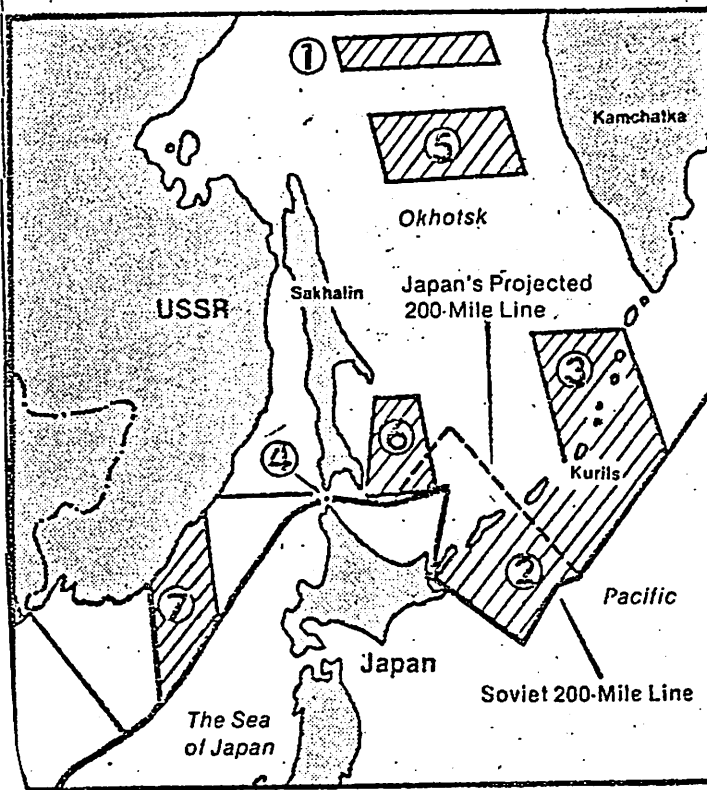 ①
Kamchatka
⑤
Okhotsk
Japan's Projected
200-Mile Line
Sakhalin
USSR
③
⑥
④
Kurils
②
⑦
Pacific
Japan
Soviet 200-Mile Line
The Sea
of Japan